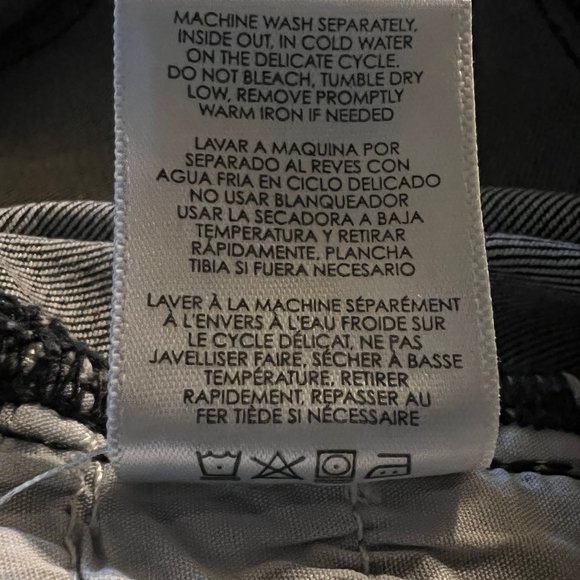 MACHINE WASH SEPARATELY,
INSIDE OUT, IN COLD WATER
ON THE DELICATE CYCLE.
DO NOT BLEACH, TUMBLE DRY
LOW, REMOVE PROMPTLY
WARM IRON IF NEEDED
LAVAR A MAQUINA POR
SEPARADO AL REVES CON
AGUA FRIA EN CICLO DELICADO
NO USAR BLANQUEADOR
USAR LA SECADORA A BAJA
TEMPERATURA Y RETIRAR
RÁPIDAMENTE, PLANCHA
TIBIA SI FUERA NECESARIO
LAVER À LA MACHINE SÉPARÉMENT
À L'ENVERS À L'EAU FROIDE SUR
LE CYCLE DÉLICAT, NE PAS
JAVELLISER FAIRE, SÉCHER À BASSE
TEMPÉRATURE, RETIRER
RAPIDEMENT, REPASSER AU
FER TIÈDE SI NÉCESSAIRE